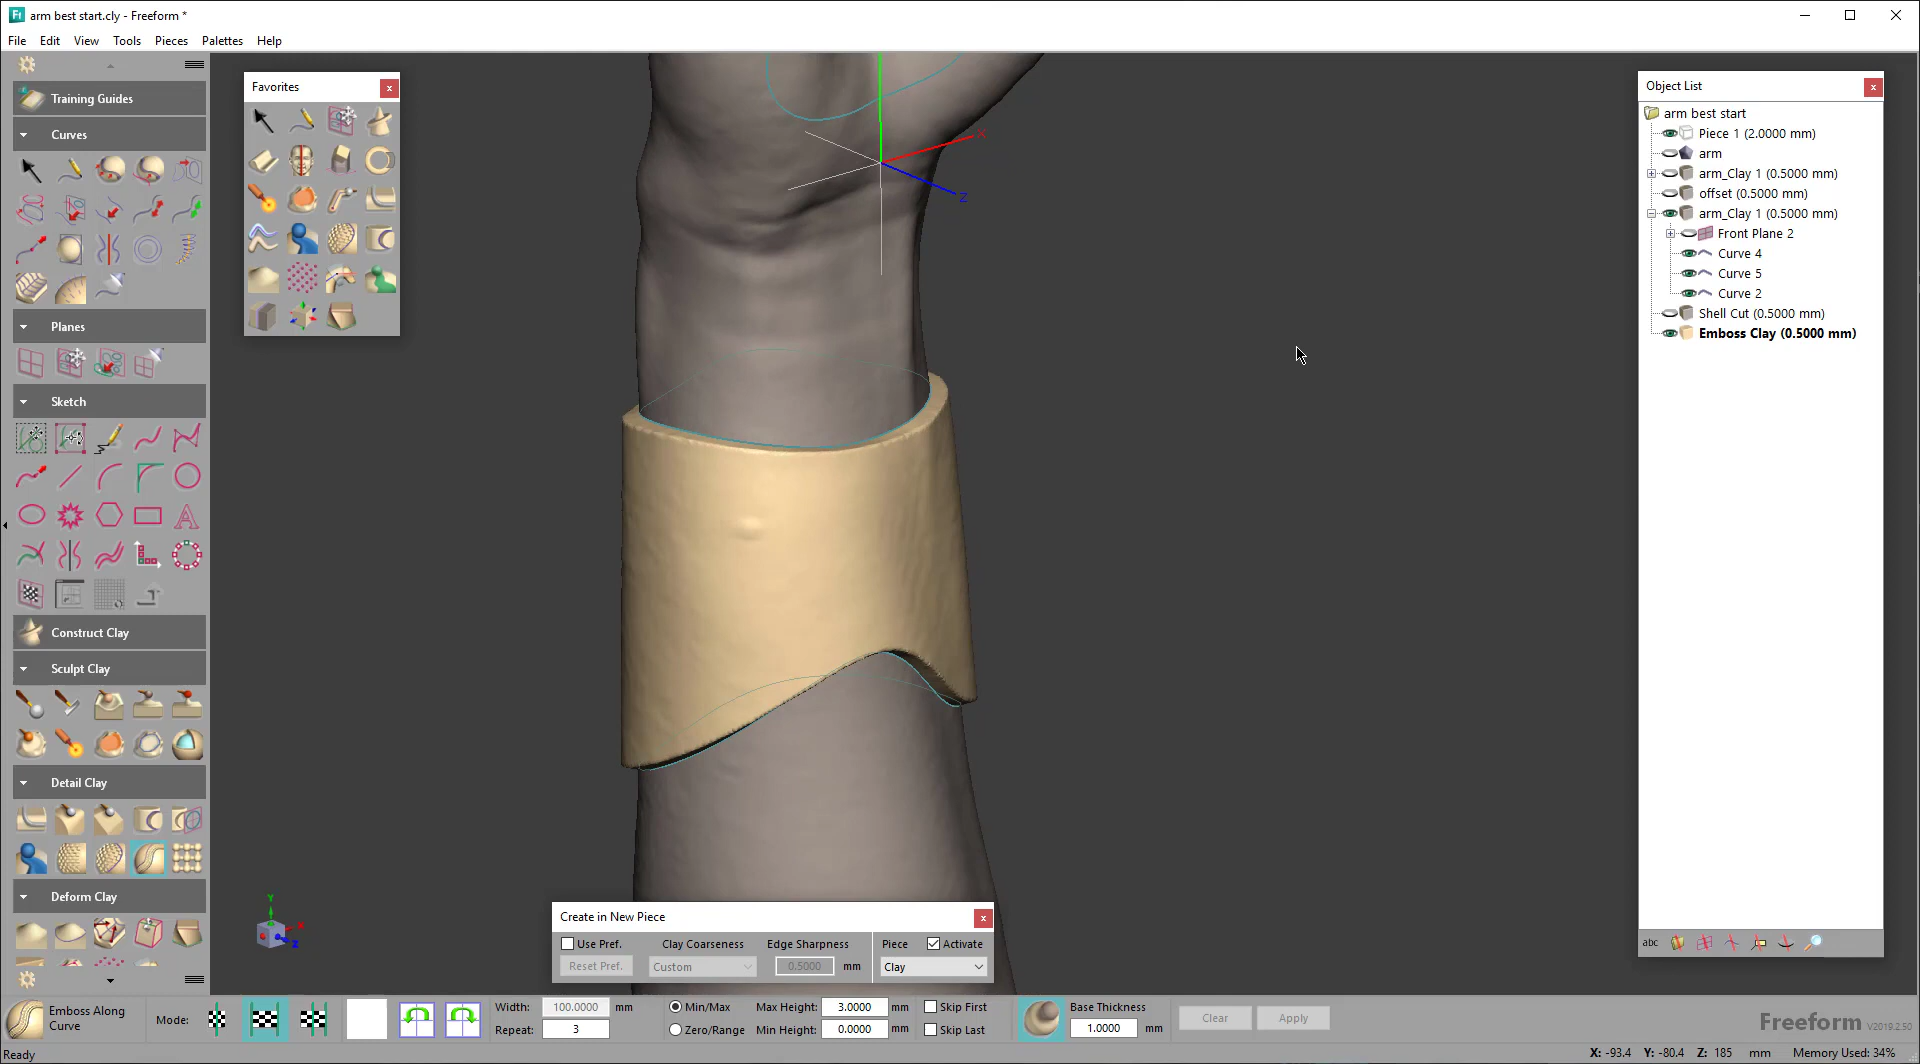 arm best start.cly - Freeform *
File Edit View Tools Pieces Palettes Help
Training Guides
Curves
Planes
Sketch
Construct Clay
Sculpt Clay
Detail Clay
Deform Clay
Favorites
X
Z
Object List
arm best start
Piece 1 (2.0000 mm)
arm
arm_Clay 1 (0.5000 mm)
offset (0.5000 mm)
arm_Clay 1 (0.5000 mm)
Front Plane 2
Curve 4
Curve 5
Curve 2
Shell Cut (0.5000 mm)
Emboss Clay (0.5000 mm)
abc
Y
x
z
Create in New Piece
Use Pref. Clay Coarseness Edge Sharpness Piece Activate
Reset Pref. Custom 0.5000 mm Clay
Emboss Along
Curve
Mode:
Width: 100.0000 mm Min/Max Max Height: 3.0000 mm Skip First Base Thickness
Repeat: 3 Zero/Range Min Height: 0.0000 mm Skip Last 1.0000 mm
Clear Apply
Freeform V2019.2.50
Ready
X: -93.4 Y: -80.4 Z: 185 mm Memory Used: 34%